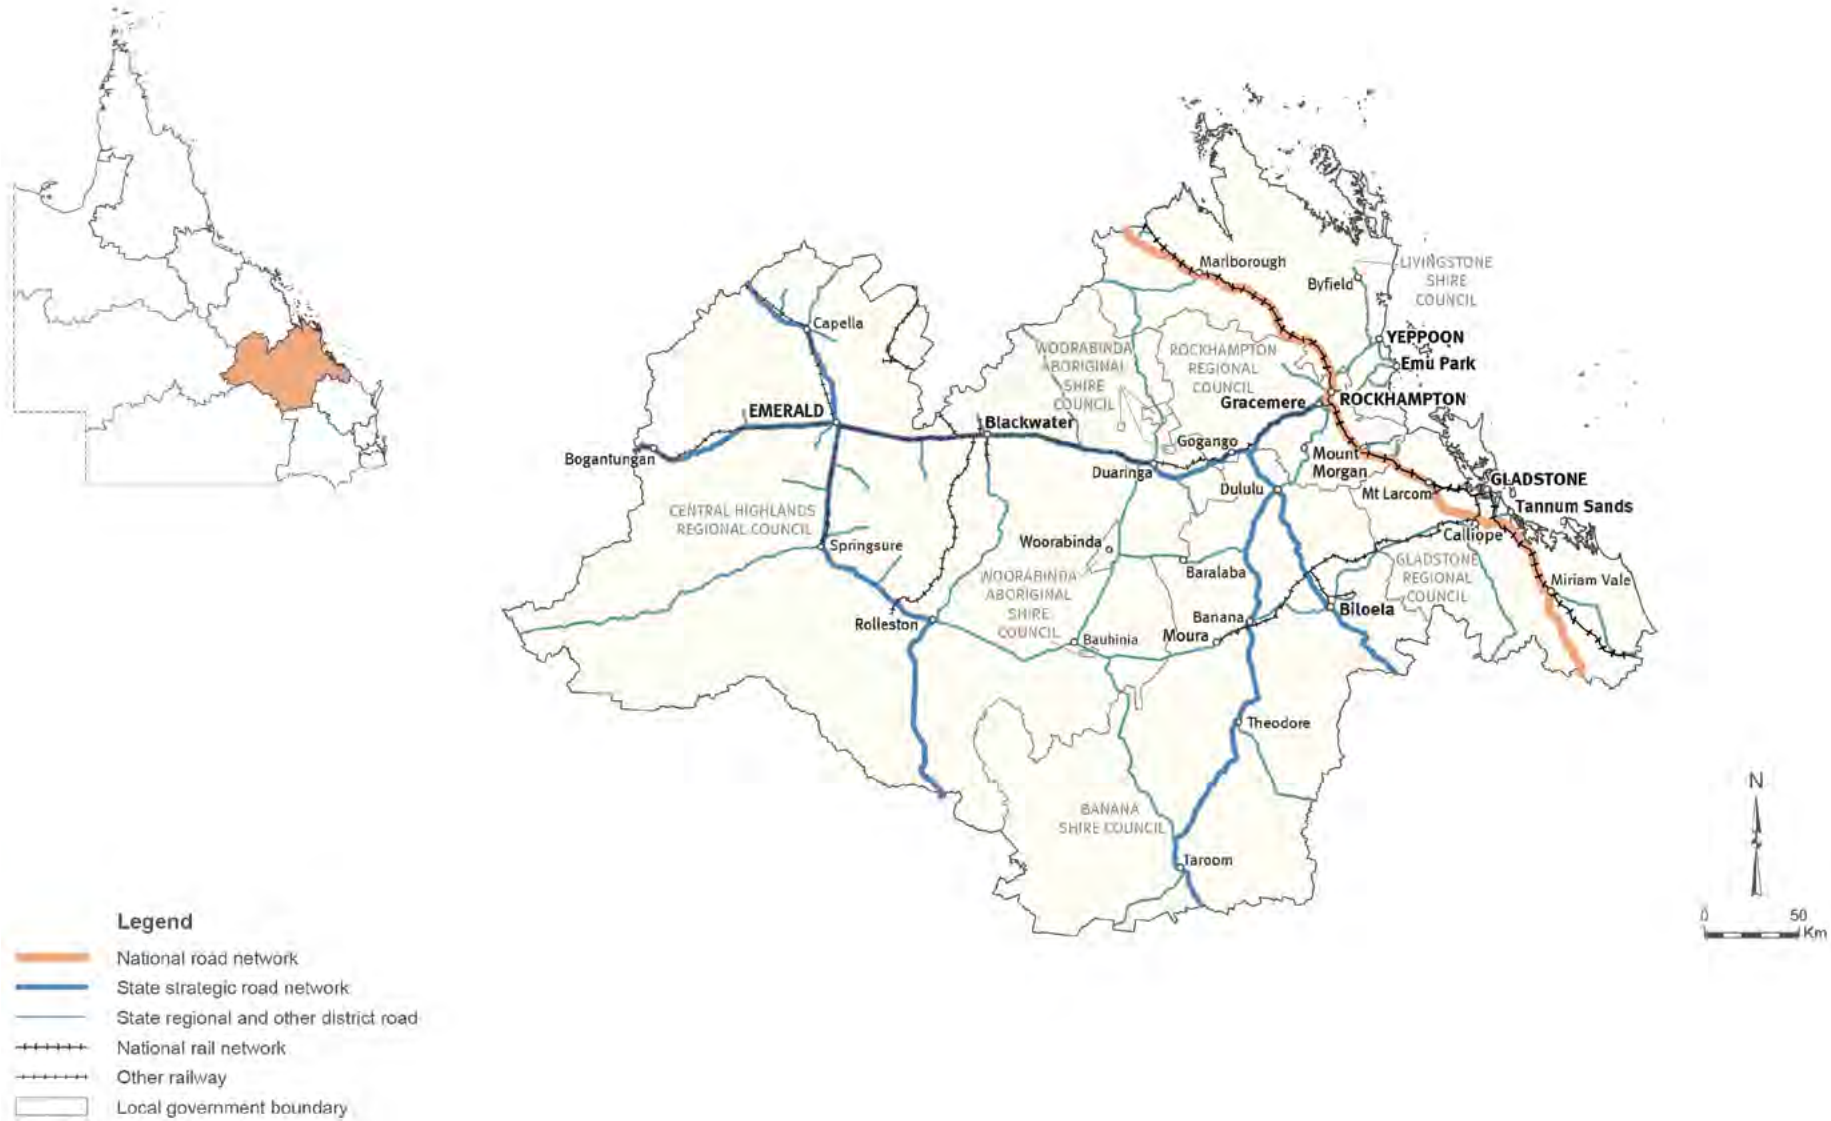 Marlborough
Byfield
LIVINGSTONE
SHIRE
COUNCIL
Capella
YEPPOON
Emu Park
WOORABINDA
ABORIGINAL
SHIRE
COUNCIL
ROCKHAMPTON
REGIONAL
COUNCIL
Gracemere
ROCKHAMPTON
EMERALD
Blackwater
Bogantungan
Gogango
Duaringa
Mount
Morgan
Dululu
Mt Larcom
GLADSTONE
Tannum Sands
CENTRAL HIGHLANDS
REGIONAL COUNCIL
Springsure
Woorabinda
Calliope
Baralaba
GLADSTONE
REGIONAL
COUNCIL
Miriam Vale
WOORABINDA
ABORIGINAL
SHIRE
COUNCIL
Rolleston
Bauhinia
Moura
Banana
Biloela
Theodore
BANANA
SHIRE COUNCIL
Taroom
N
0 50
Km
Legend
National road network
State strategic road network
State regional and other district road
National rail network
Other railway
Local government boundary